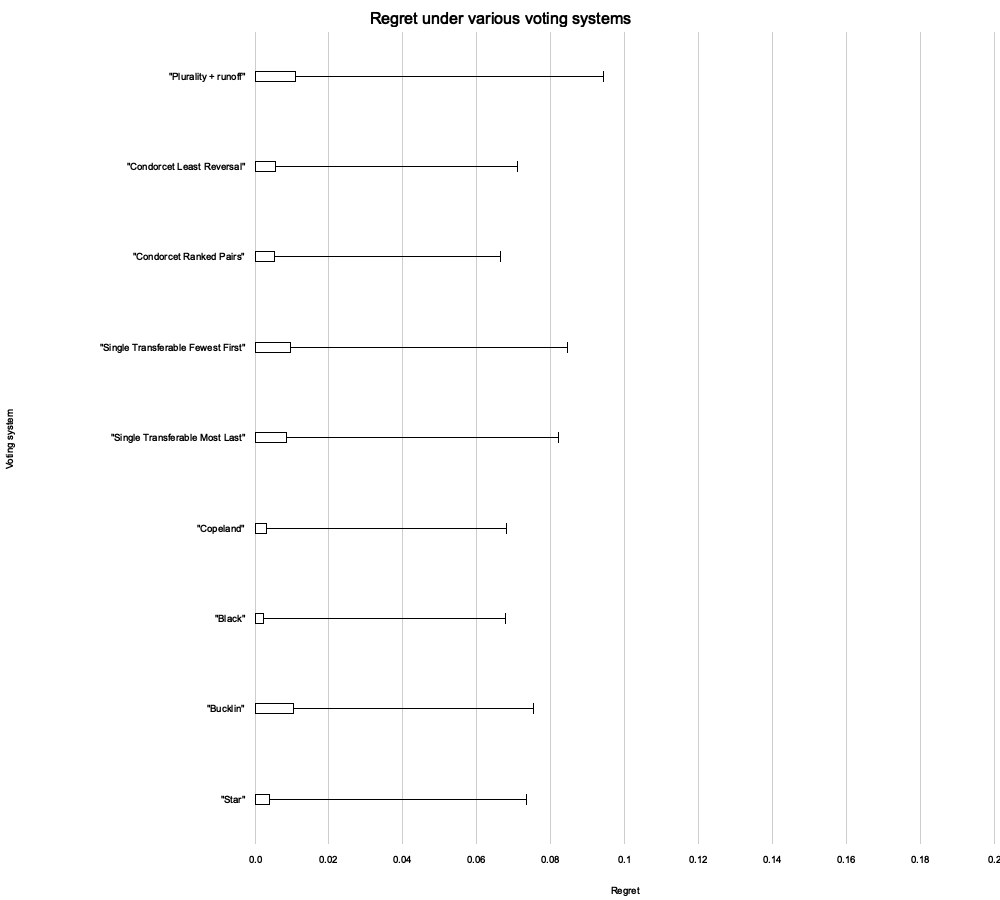 Regret under various voting systems
"Plurality + runoff"
"Condorcet Least Reversal"
"Condorcet Ranked Pairs"
"Single Transferable Fewest First"
"Single Transferable Most Last"
"Copeland"
"Black"
"Bucklin"
"Star"
Voting system
0.0 0.02 0.04 0.06 0.08 0.1 0.12 0.14 0.16 0.18 0.2
Regret